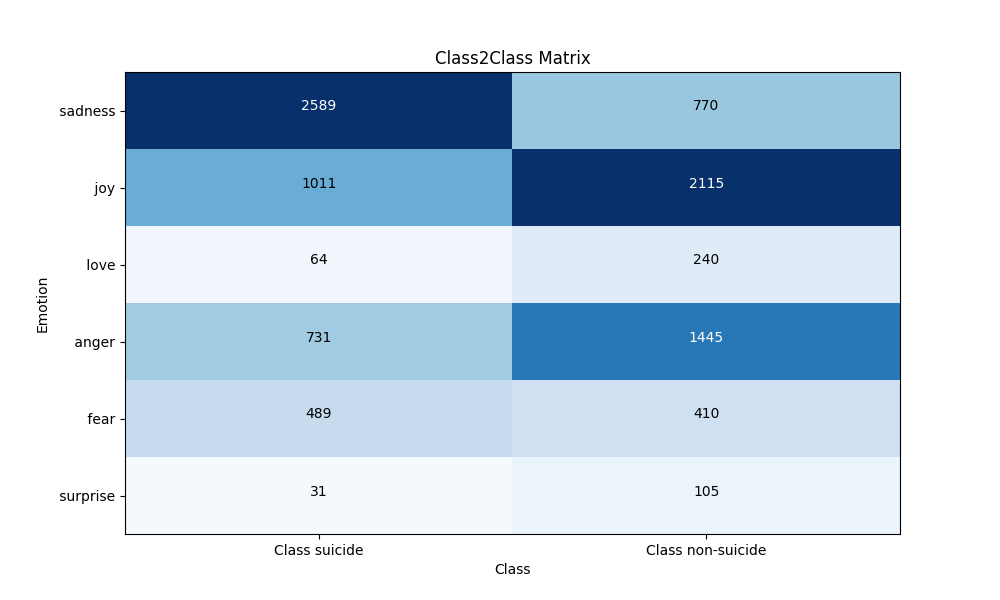 Class2Class Matrix
sadness 2589 770
joy 1011 2115
love 64 240
anger 731 1445
fear 489 410
surprise 31 105
Emotion
Class suicide Class non-suicide
Class